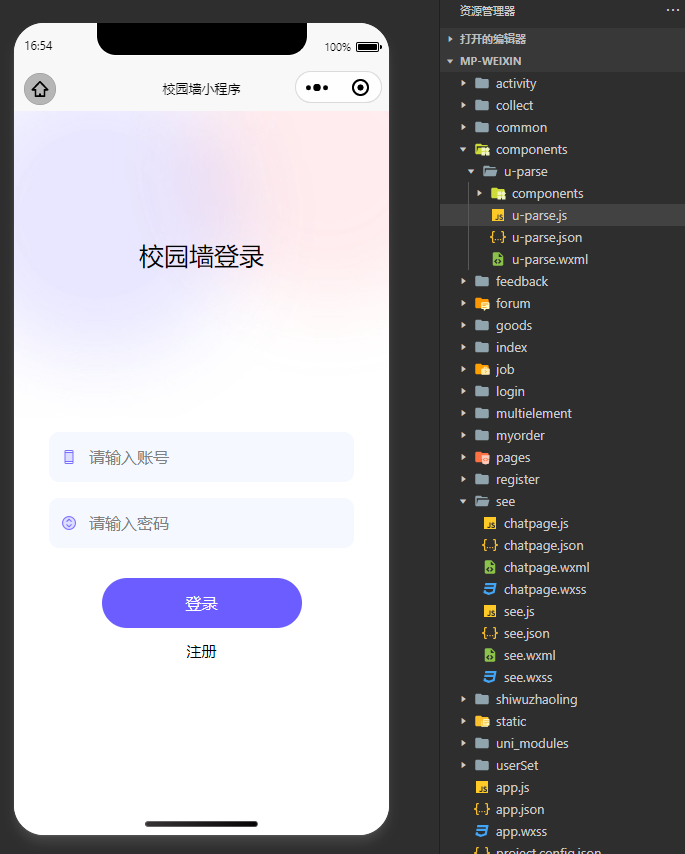 16:54
100%
校园墙小程序
校园墙登录
请输入账号
请输入密码
登录
注册
资源管理器
打开的编辑器
MP-WEIXIN
activity
collect
common
components
u-parse
components
u-parse.js
u-parse.json
u-parse.wxml
feedback
forum
goods
index
job
login
multielement
myorder
pages
register
see
chatpage.js
chatpage.json
chatpage.wxml
chatpage.wxss
see.js
see.json
see.wxml
see.wxss
shiwuzhaoling
static
uni_modules
userSet
app.js
app.json
app.wxss
project.config.json